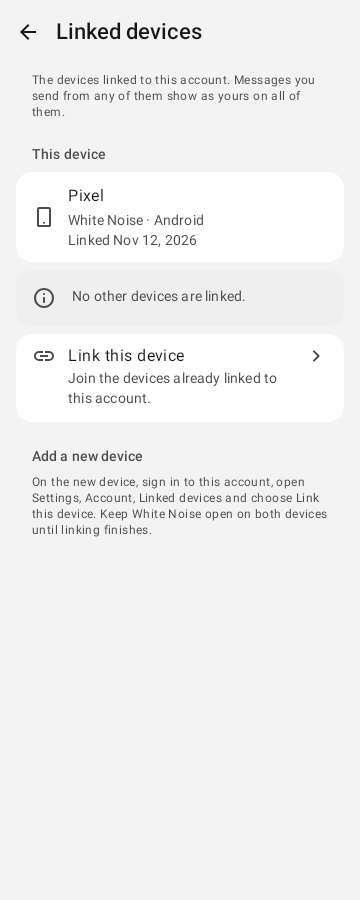 Linked devices
The devices linked to this account. Messages you
send from any of them show as yours on all of
them.
This device
Pixel
White Noise · Android
Linked Nov 12, 2026
No other devices are linked.
Link this device
Join the devices already linked to
this account.
Add a new device
On the new device, sign in to this account, open
Settings, Account, Linked devices and choose Link
this device. Keep White Noise open on both devices
until linking finishes.